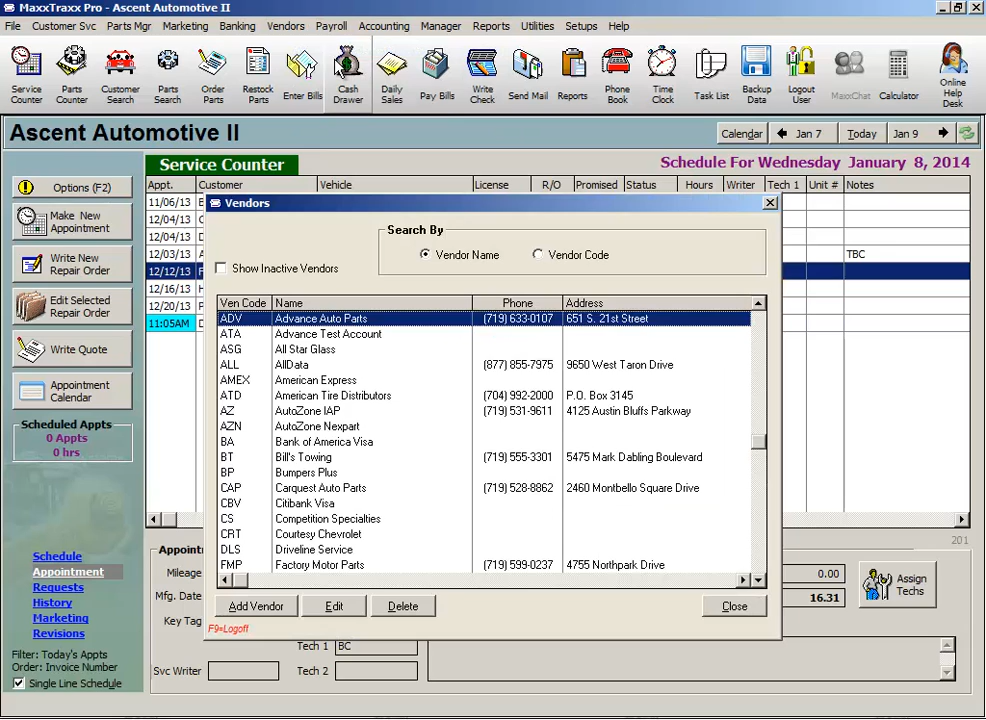 MaxxTraxx Pro - Ascent Automotive II
File Customer Svc Parts Mgr Marketing Banking Vendors Payroll Accounting Manager Reports Utilities Setups Help
Service Counter Parts Counter Customer Search Parts Search Order Parts Restock Parts Enter Bills Cash Drawer Daily Sales Pay Bills Write Check Send Mail Reports Phone Book Time Clock Task List Backup Data Logout User MaxxChat Calculator Online Help Desk
Ascent Automotive II
Calendar Jan 7 Today Jan 9
Service Counter
Schedule For Wednesday January 8, 2014
Options (F2)
Make New Appointment
Write New Repair Order
Edit Selected Repair Order
Write Quote
Appointment Calendar
Scheduled Appts
0 Appts
0 hrs
Schedule
Appointment
Requests
History
Marketing
Revisions
Filter: Today's Appts
Order: Invoice Number
Single Line Schedule
Appt. Customer Vehicle License R/O Promised Status Hours Writer Tech 1 Unit # Notes
11/06/13
12/04/13
12/04/13
12/03/13 TBC
12/12/13
12/16/13
12/20/13
11:05AM
Vendors
Search By
Vendor Name Vendor Code
Show Inactive Vendors
Ven Code Name Phone Address
ADV Advance Auto Parts (719) 633-0107 651 S. 21st Street
ATA Advance Test Account
ASG All Star Glass
ALL AllData (877) 855-7975 9650 West Taron Drive
AMEX American Express
ATD American Tire Distributors (704) 992-2000 P.O. Box 3145
AZ AutoZone IAP (719) 531-9611 4125 Austin Bluffs Parkway
AZN AutoZone Nexpart
BA Bank of America Visa
BT Bill's Towing (719) 555-3301 5475 Mark Dabling Boulevard
BP Bumpers Plus
CAP Carquest Auto Parts (719) 528-8862 2460 Montbello Square Drive
CBV Citibank Visa
CS Competition Specialties
CRT Courtesy Chevrolet
DLS Driveline Service
FMP Factory Motor Parts (719) 599-0237 4755 Northpark Drive
Add Vendor Edit Delete Close
F9=Logoff
201
Mileage
Mfg. Date
Key Tag
0.00
16.31
Assign Techs
Tech 1 BC
Svc Writer Tech 2